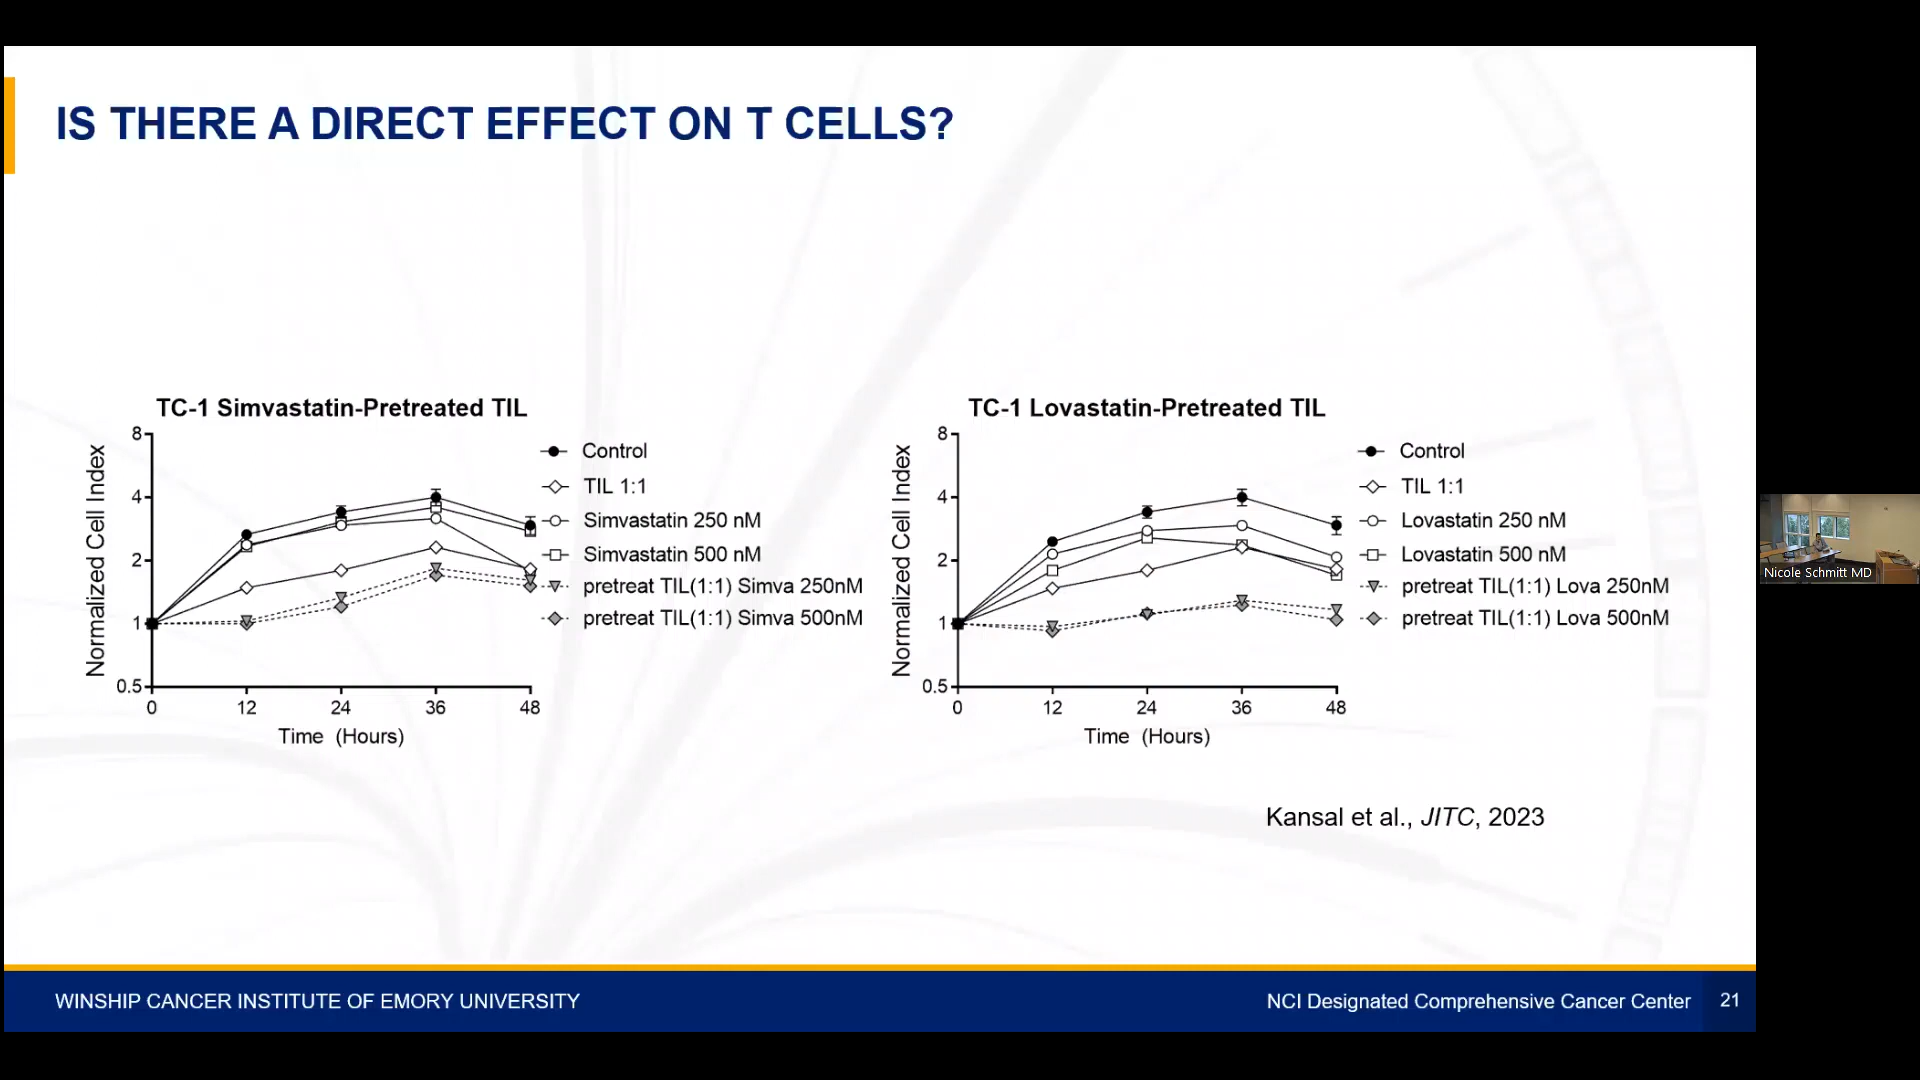 IS THERE A DIRECT EFFECT ON T CELLS?
TC-1 Simvastatin-Pretreated TIL
Normalized Cell Index
8
4
2
1
0.5
0
12
24
36
48
Time (Hours)
Control
TIL 1:1
Simvastatin 250 nM
Simvastatin 500 nM
pretreat TIL(1:1) Simva 250nM
pretreat TIL(1:1) Simva 500nM
TC-1 Lovastatin-Pretreated TIL
Normalized Cell Index
8
4
2
1
0.5
0
12
24
36
48
Time (Hours)
Control
TIL 1:1
Lovastatin 250 nM
Lovastatin 500 nM
pretreat TIL(1:1) Lova 250nM
pretreat TIL(1:1) Lova 500nM
Kansal et al., JITC, 2023
Nicole Schmitt MD
WINSHIP CANCER INSTITUTE OF EMORY UNIVERSITY
NCI Designated Comprehensive Cancer Center
21